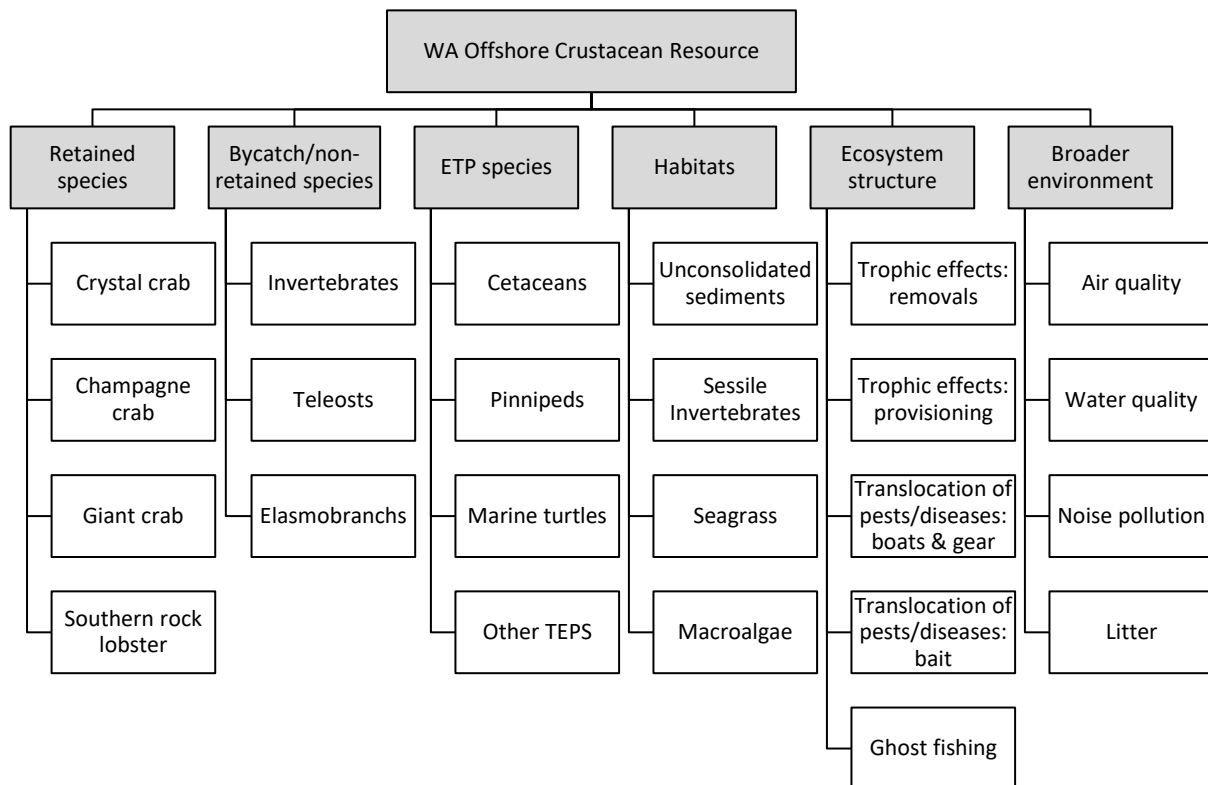 WA Offshore Crustacean Resource
Retained
species
Crystal crab
Champagne
crab
Giant crab
Southern rock
lobster
Bycatch/non-
retained species
Invertebrates
Teleosts
Elasmobranchs
ETP species
Cetaceans
Pinnipeds
Marine turtles
Other TEPS
Habitats
Unconsolidated
sediments
Sessile
Invertebrates
Seagrass
Macroalgae
Ecosystem
structure
Trophic effects:
removals
Trophic effects:
provisioning
Translocation of
pests/diseases:
boats & gear
Translocation of
pests/diseases:
bait
Ghost fishing
Broader
environment
Air quality
Water quality
Noise pollution
Litter